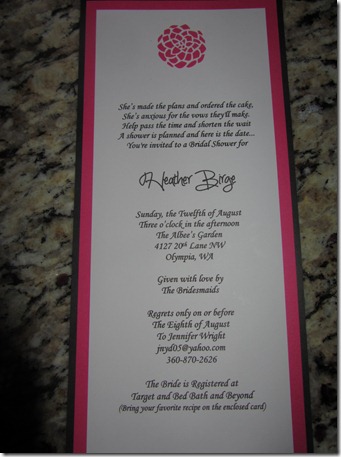 She's made the plans and ordered the cake,
She's anxious for the vows they'll make.
Help pass the time and shorten the wait
A shower is planned and here is the date...
You're invited to a Bridal Shower for
Heather Birge
Sunday, the Twelfth of August
Three o'clock in the afternoon
The Albee's Garden
4127 20th Lane NW
Olympia, WA
Given with love by
The Bridesmaids
Regrets only on or before
The Eighth of August
To Jennifer Wright
jnyd05@yahoo.com
360-870-2626
The Bride is Registered at
Target and Bed Bath and Beyond
(Bring your favorite recipe on the enclosed card)